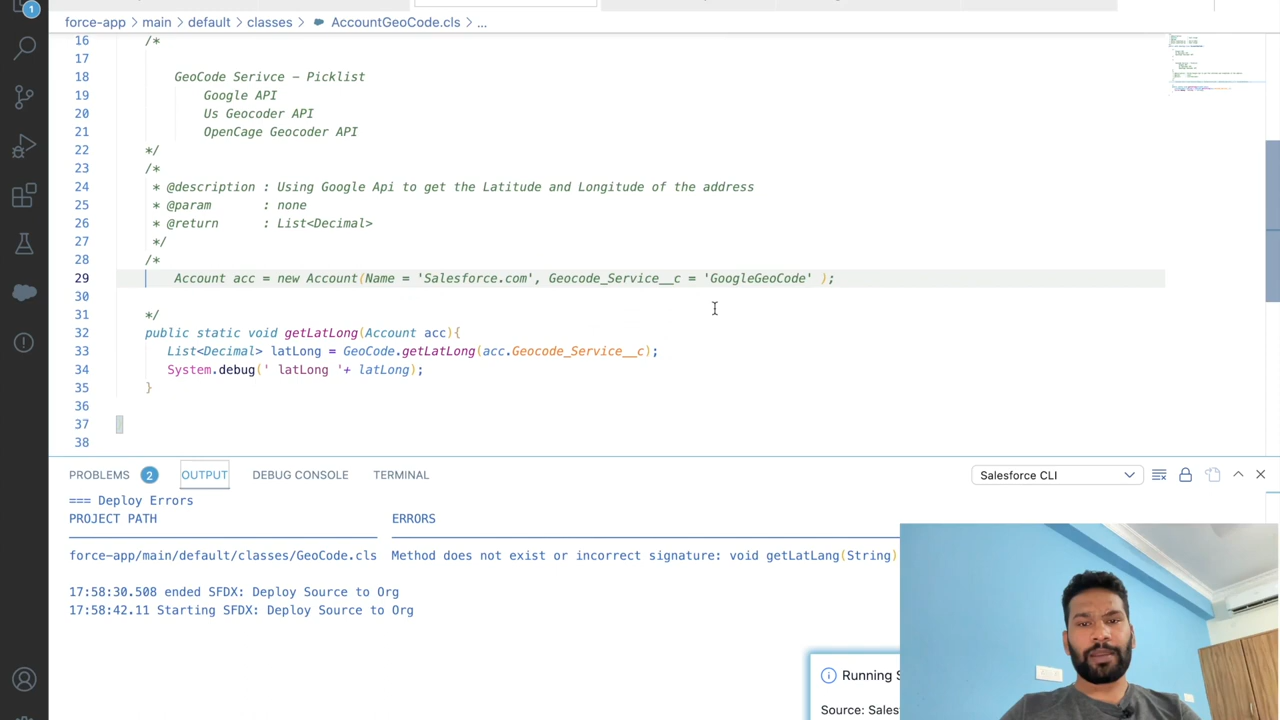 1
force-app > main > default > classes > AccountGeoCode.cls > ...
16 /*
17
18 GeoCode Serivce - Picklist
19 Google API
20 Us Geocoder API
21 OpenCage Geocoder API
22 */
23 /*
24 * @description : Using Google Api to get the Latitude and Longitude of the address
25 * @param : none
26 * @return : List<Decimal>
27 */
28 /*
29 Account acc = new Account(Name = 'Salesforce.com', Geocode_Service__c = 'GoogleGeoCode' );
30
31 */
32 public static void getLatLong(Account acc){
33 List<Decimal> latLong = GeoCode.getLatLong(acc.Geocode_Service__c);
34 System.debug(' latLong '+ latLong);
35 }
36
37 }
38
PROBLEMS 2 OUTPUT DEBUG CONSOLE TERMINAL Salesforce CLI
=== Deploy Errors
PROJECT PATH ERRORS
force-app/main/default/classes/GeoCode.cls Method does not exist or incorrect signature: void getLatLang(String)
17:58:30.508 ended SFDX: Deploy Source to Org
17:58:42.11 Starting SFDX: Deploy Source to Org
Running
Source: Sales